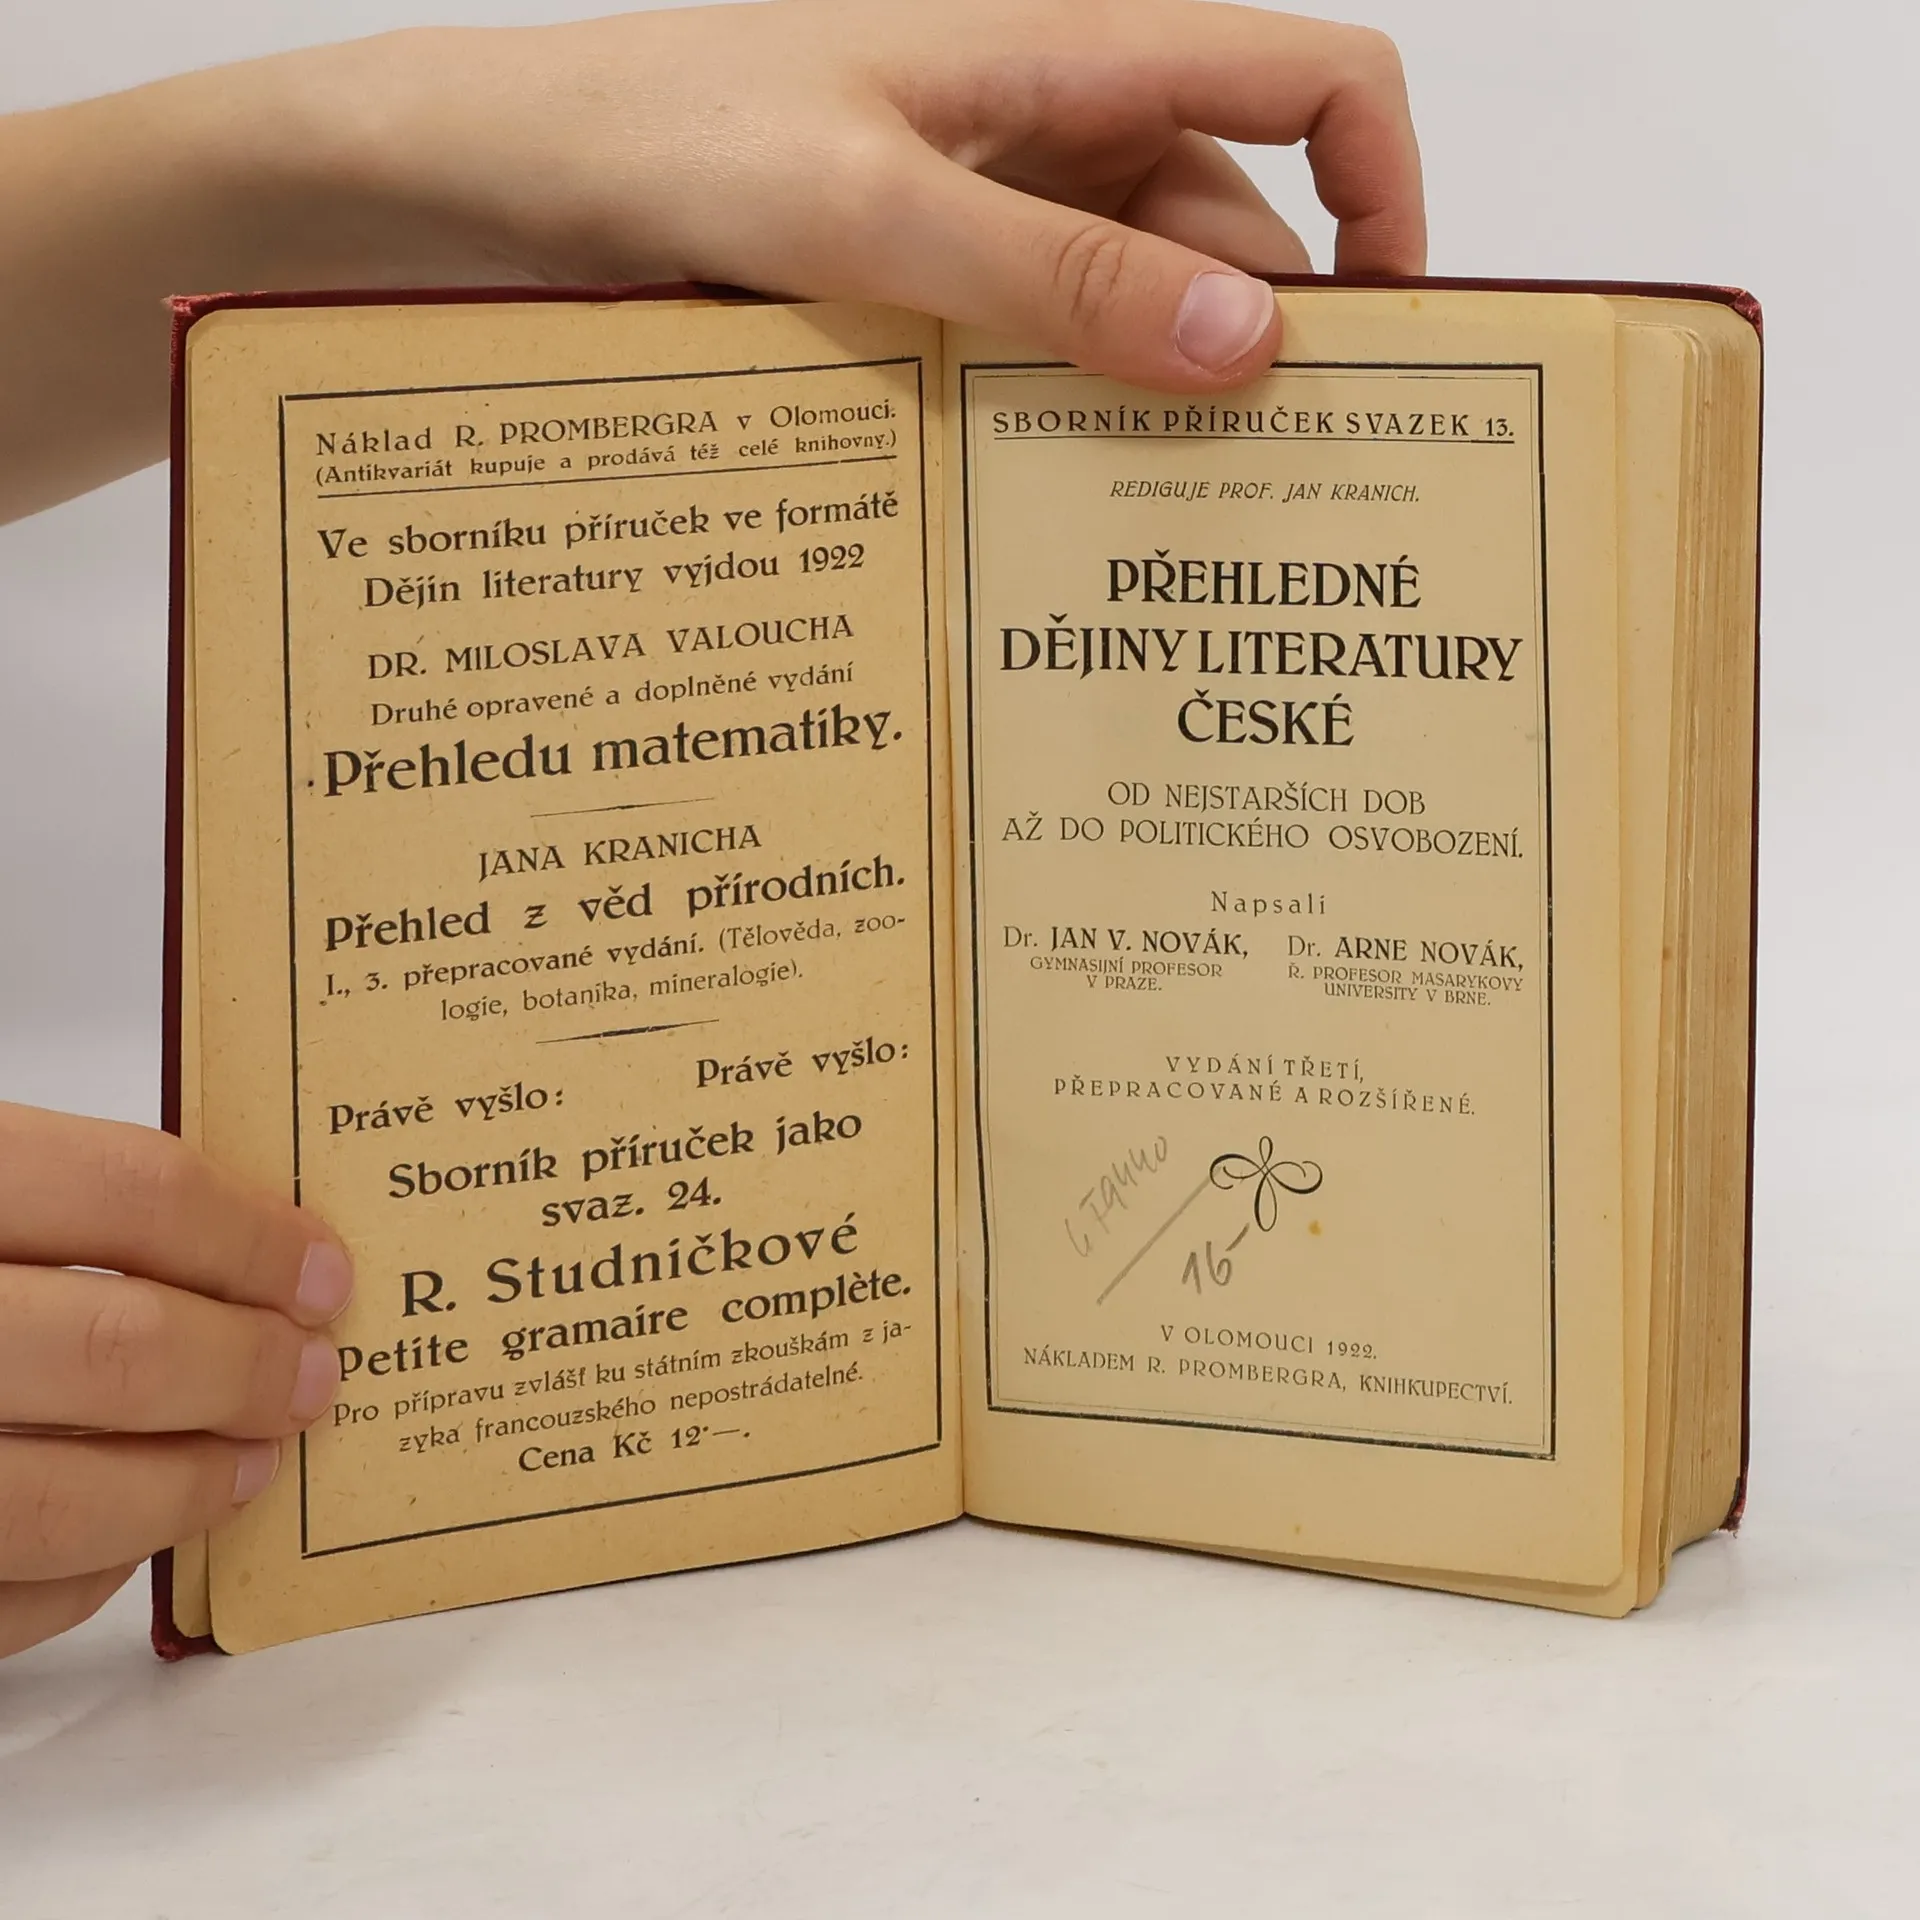 Náklad R. PROMBERGRA v Olomouci.
(Antikvariát kupuje a prodává též celé knihovny.)
Ve sborníku příruček ve formátě
Dějin literatury vyjdou 1922
DR. MILOSLAVA VALOUCHA
Druhé opravené a doplněné vydání
Přehledu matematiky.
JANA KRANICHA
Přehled z věd přírodních.
I., 3. přepracované vydání. (Tělověda, zoo-
logie, botanika, mineralogie).
Právě vyšlo: Právě vyšlo:
Sborník příruček jako
svaz. 24.
R. Studničkové
Petite gramaire complète.
Pro přípravu zvlášť ku státním zkouškám z ja-
zyka francouzského nepostrádatelné.
Cena Kč 12·—.
SBORNÍK PŘÍRUČEK SVAZEK 13.
REDIGUJE PROF. JAN KRANICH.
PŘEHLEDNÉ
DĚJINY LITERATURY
ČESKÉ
OD NEJSTARŠÍCH DOB
AŽ DO POLITICKÉHO OSVOBOZENÍ.
Napsali
Dr. JAN V. NOVÁK, Dr. ARNE NOVÁK,
GYMNASIJNÍ PROFESOR Ř. PROFESOR MASARYKOVY
V PRAZE. UNIVERSITY V BRNE.
VYDÁNÍ TŘETÍ,
PŘEPRACOVANÉ A ROZŠÍŘENÉ.
16-
V OLOMOUCI 1922.
NÁKLADEM R. PROMBERGRA, KNIHKUPECTVÍ.